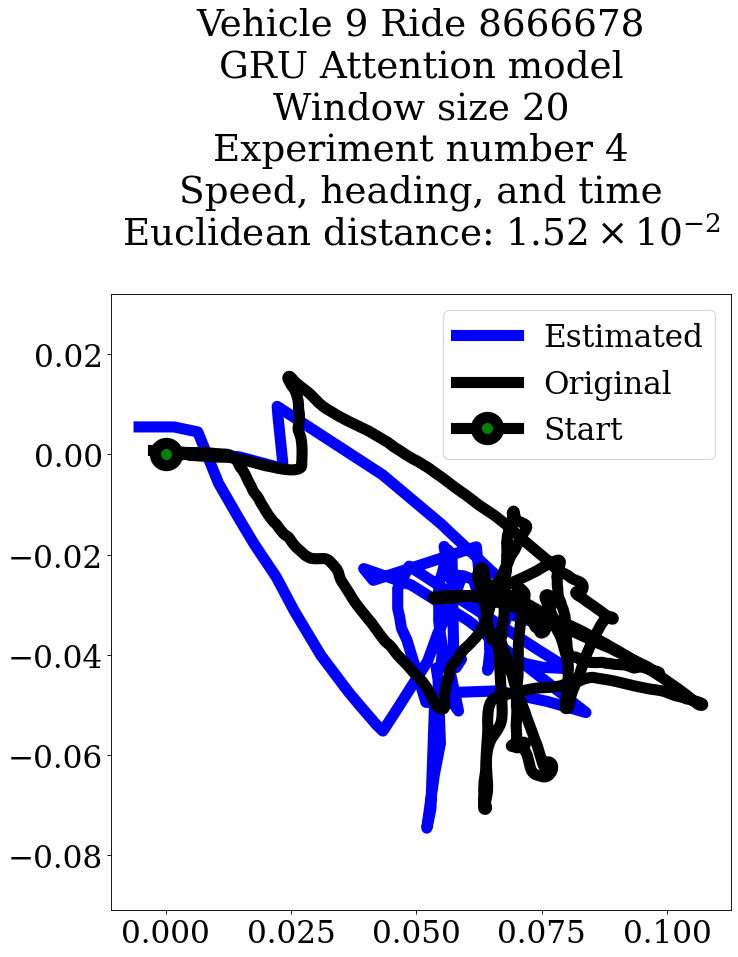 Vehicle 9 Ride 8666678
GRU Attention model
Window size 20
Experiment number 4
Speed, heading, and time
Euclidean distance: 1.52 × 10⁻²
Estimated
Original
Start
0.02
0.00
−0.02
−0.04
−0.06
−0.08
0.000 0.025 0.050 0.075 0.100